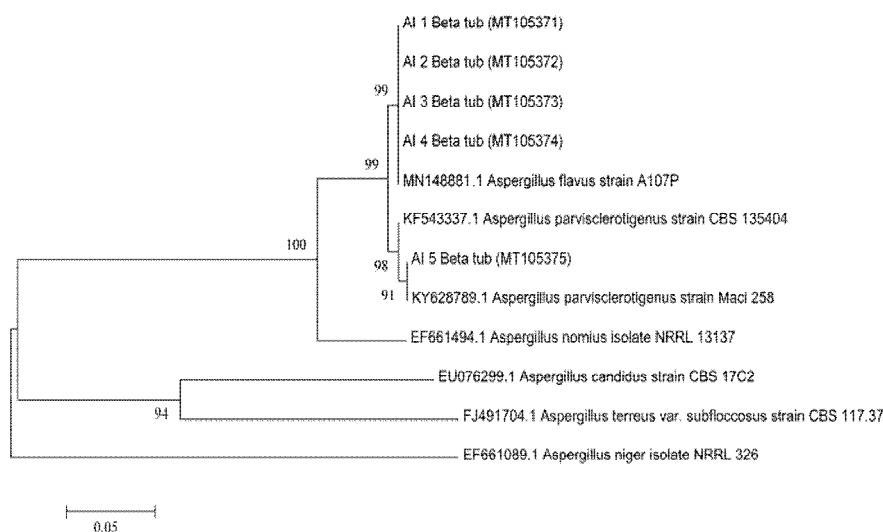 AI 1 Beta tub (MT105371)
AI 2 Beta tub (MT105372)
99
AI 3 Beta tub (MT105373)
AI 4 Beta tub (MT105374)
99
MN148881.1 Aspergillus flavus strain A107P
KF543337.1 Aspergillus parvisclerotigenus strain CBS 135404
100
AI 5 Beta tub (MT105375)
98
91
KY628789.1 Aspergillus parvisclerotigenus strain Maci 258
EF661494.1 Aspergillus nomius isolate NRRL 13137
EU076299.1 Aspergillus candidus strain CBS 17C2
94
FJ491704.1 Aspergillus terreus var. subfloccosus strain CBS 117.37
EF661089.1 Aspergillus niger isolate NRRL 326
0.05